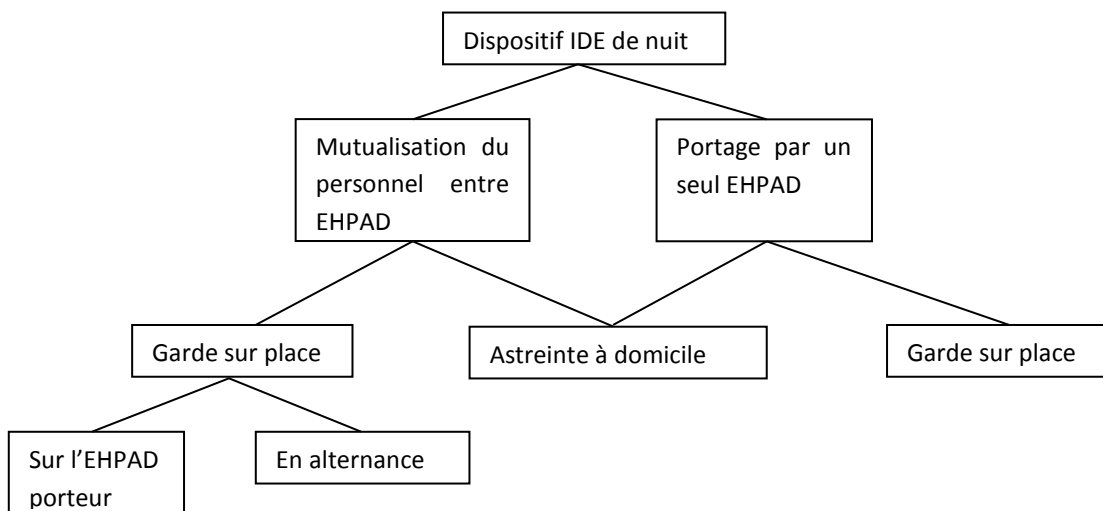 Dispositif IDE de nuit
Mutualisation du
personnel entre
EHPAD
Portage par un
seul EHPAD
Garde sur place
Astreinte à domicile
Garde sur place
Sur l’EHPAD
porteur
En alternance